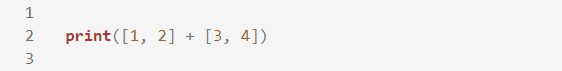 1
2 print([1, 2] + [3, 4])
3